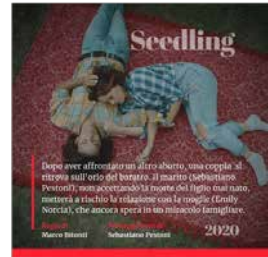 Seedling
Dopo aver affrontato un altro aborto, una coppia si
ritrova sull'orlo del baratro. Il marito (Sebastiano
Pestoni), non accettando la morte del figlio mai nato,
metterà a rischio la relazione con la moglie (Emily
Norcia), che ancora spera in un miracolo famigliare.
Marco Bitonti Sebastiano Pestoni
2020